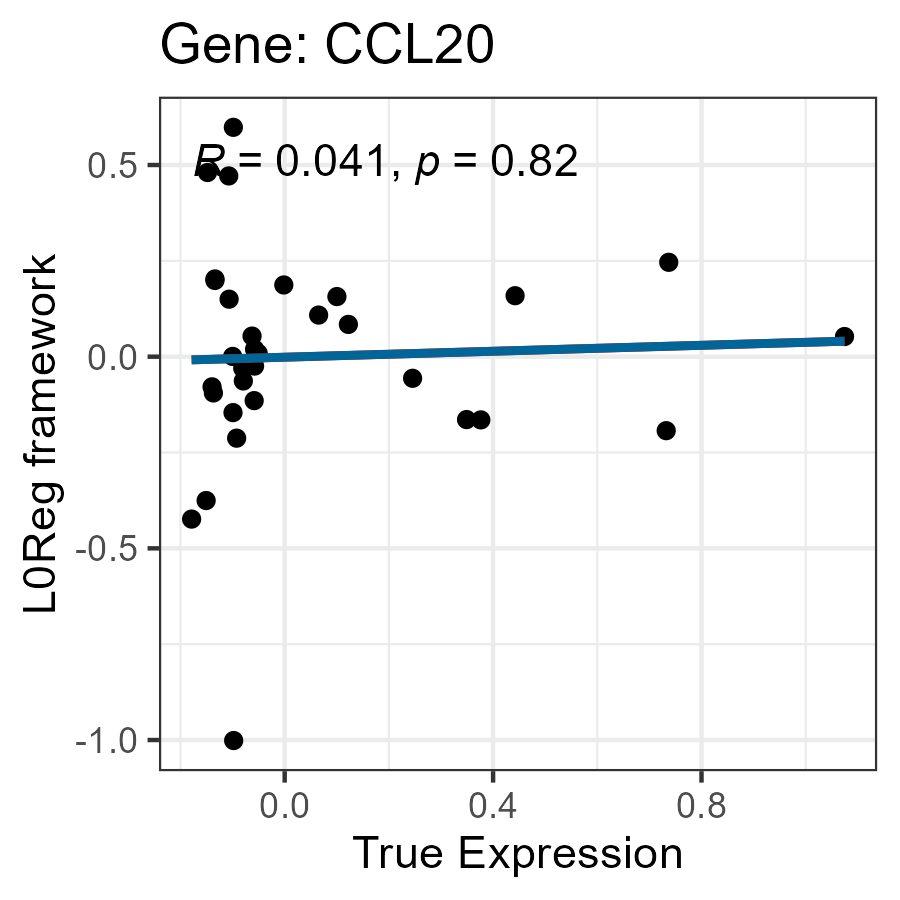 Gene: CCL20
R = 0.041, p = 0.82
0.5
0.0
-0.5
-1.0
L0Reg framework
0.0 0.4 0.8
True Expression